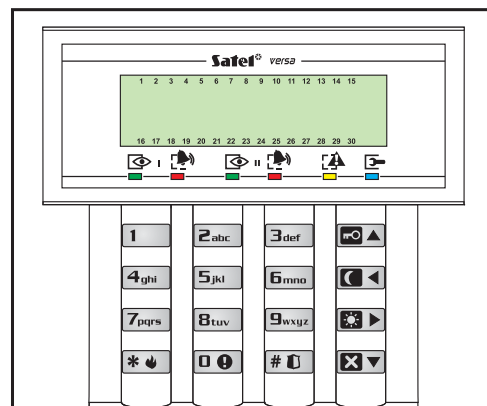 Satel versa
1 2 3 4 5 6 7 8 9 10 11 12 13 14 15
16 17 18 19 20 21 22 23 24 25 26 27 28 29 30
I II
1 2abc 3def
4ghi 5jkl 6mno
7pqrs 8tuv 9wxyz
* 0 #